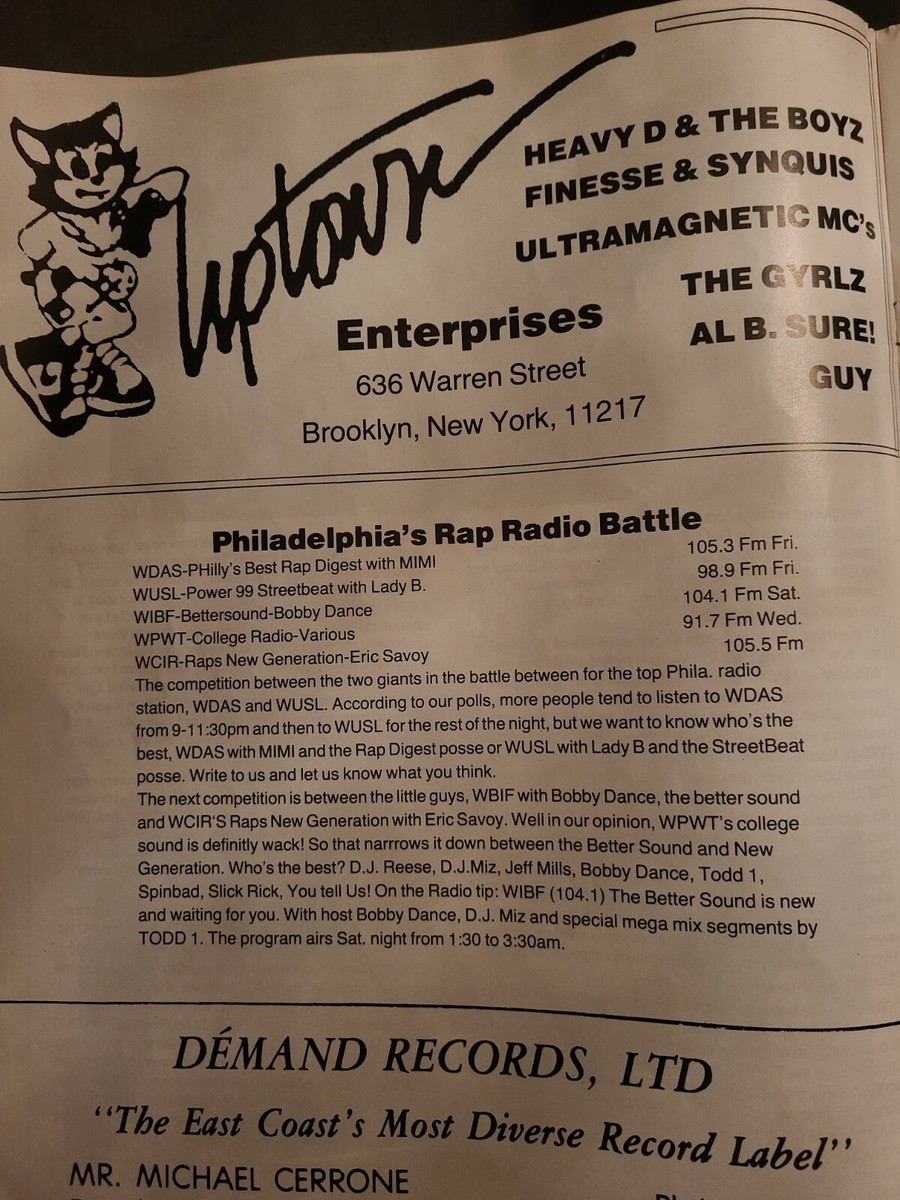 Uptown
HEAVY D & THE BOYZ
FINESSE & SYNQUIS
ULTRAMAGNETIC MC's
THE GYRLZ
AL B. SURE!
GUY
Enterprises
636 Warren Street
Brooklyn, New York, 11217
Philadelphia's Rap Radio Battle
WDAS-PHilly's Best Rap Digest with MIMI 105.3 Fm Fri.
WUSL-Power 99 Streetbeat with Lady B. 98.9 Fm Fri.
WIBF-Bettersound-Bobby Dance 104.1 Fm Sat.
WPWT-College Radio-Various 91.7 Fm Wed.
WCIR-Raps New Generation-Eric Savoy 105.5 Fm
The competition between the two giants in the battle between for the top Phila. radio
station, WDAS and WUSL. According to our polls, more people tend to listen to WDAS
from 9-11:30pm and then to WUSL for the rest of the night, but we want to know who's the
best, WDAS with MIMI and the Rap Digest posse or WUSL with Lady B and the StreetBeat
posse. Write to us and let us know what you think.
The next competition is between the little guys, WBIF with Bobby Dance, the better sound
and WCIR'S Raps New Generation with Eric Savoy. Well in our opinion, WPWT's college
sound is definitly wack! So that narrrows it down between the Better Sound and New
Generation. Who's the best? D.J. Reese, D.J.Miz, Jeff Mills, Bobby Dance, Todd 1,
Spinbad, Slick Rick, You tell Us! On the Radio tip: WIBF (104.1) The Better Sound is new
and waiting for you. With host Bobby Dance, D.J. Miz and special mega mix segments by
TODD 1. The program airs Sat. night from 1:30 to 3:30am.
DÉMAND RECORDS, LTD
"The East Coast's Most Diverse Record Label"
MR. MICHAEL CERRONE